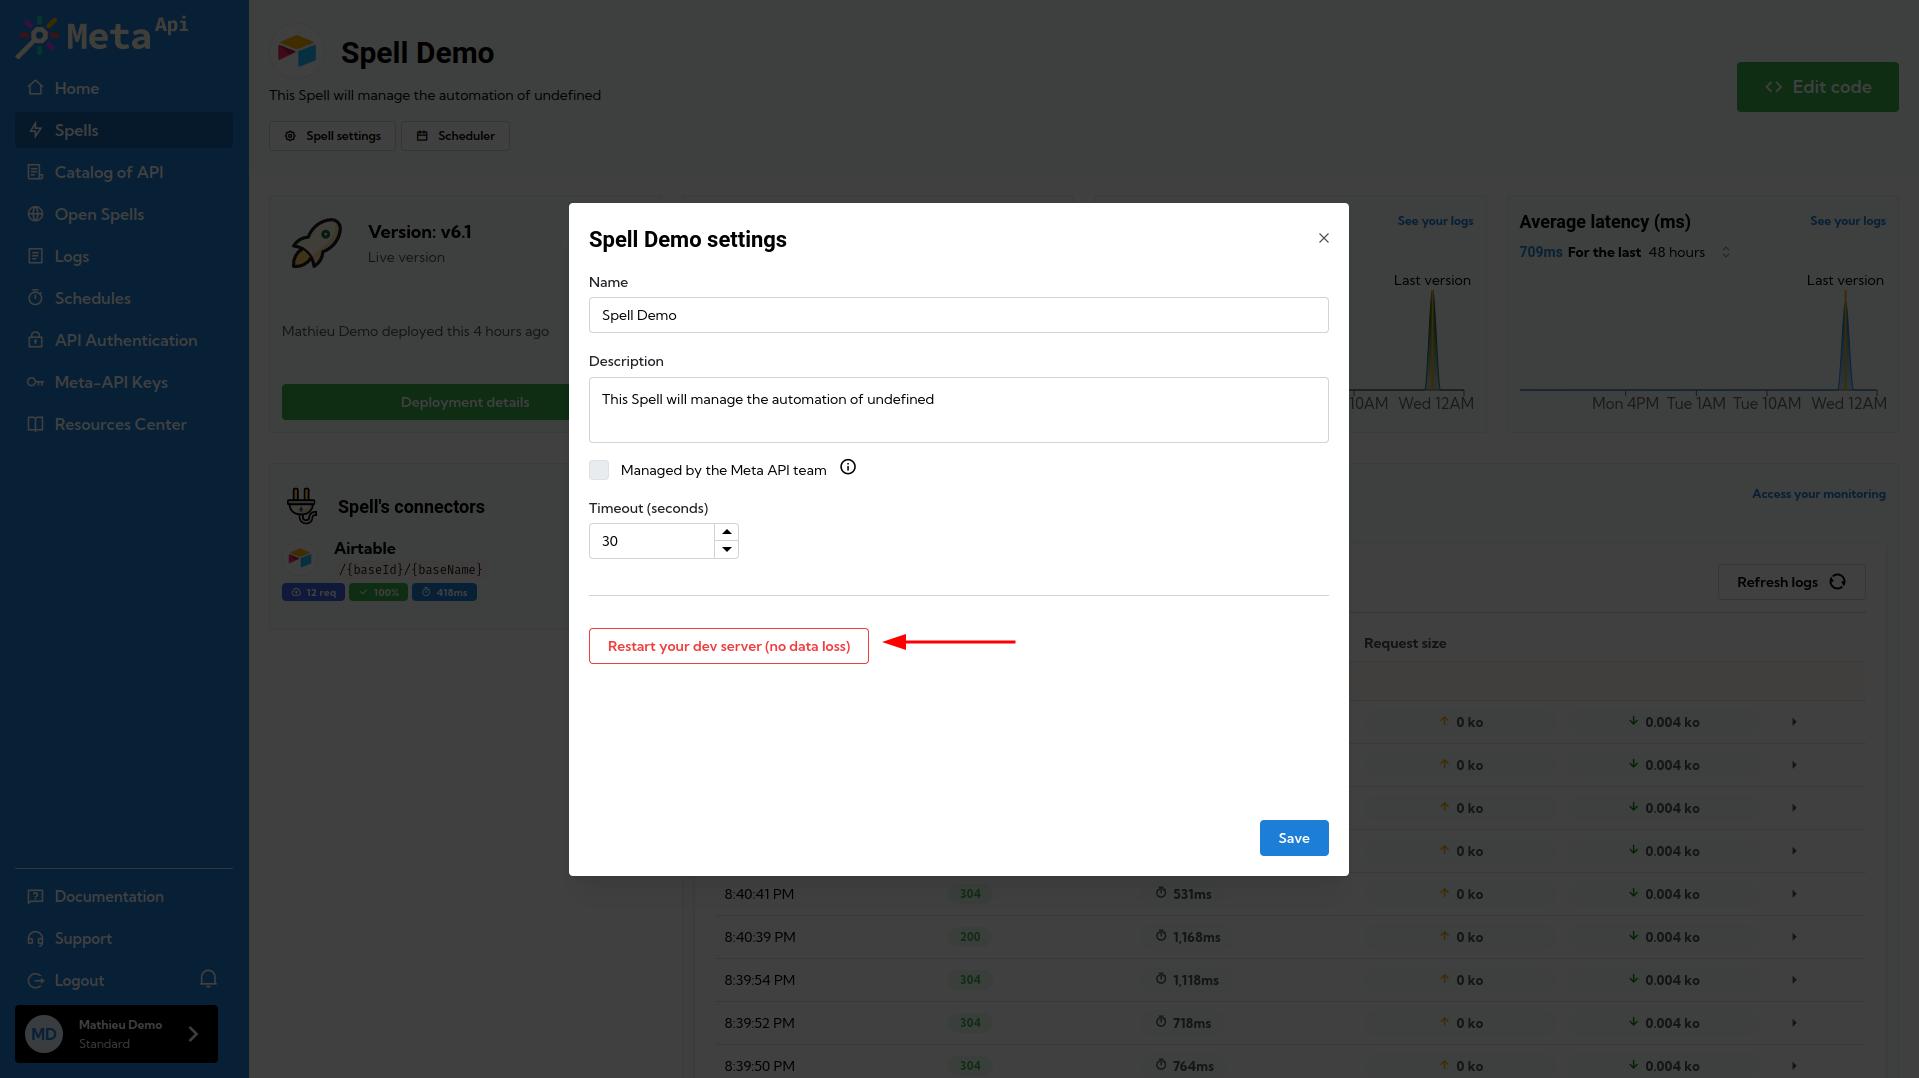 Meta Api
Home
Spells
Catalog of API
Open Spells
Logs
Schedules
API Authentication
Meta-API Keys
Resources Center
Documentation
Support
Logout
MD
Mathieu Demo
Standard
Spell Demo
This Spell will manage the automation of undefined
Spell settings
Scheduler
Edit code
Version: v6.1
Live version
Mathieu Demo deployed this 4 hours ago
Deployment details
See your logs
Last version
10AM Wed 12AM
Average latency (ms)
See your logs
709ms For the last 48 hours
Last version
Mon 4PM Tue 1AM Tue 10AM Wed 12AM
Spell's connectors
Airtable
/{baseId}/{baseName}
12 req 100% 418ms
Spell Demo settings
Name
Spell Demo
Description
This Spell will manage the automation of undefined
Managed by the Meta API team
Timeout (seconds)
30
Restart your dev server (no data loss)
Save
Access your monitoring
Refresh logs
Request size
0 ko 0.004 ko
0 ko 0.004 ko
0 ko 0.004 ko
0 ko 0.004 ko
8:40:41 PM 304 531ms 0 ko 0.004 ko
8:40:39 PM 200 1,168ms 0 ko 0.004 ko
8:39:54 PM 304 1,118ms 0 ko 0.004 ko
8:39:52 PM 304 718ms 0 ko 0.004 ko
8:39:50 PM 304 764ms 0 ko 0.004 ko